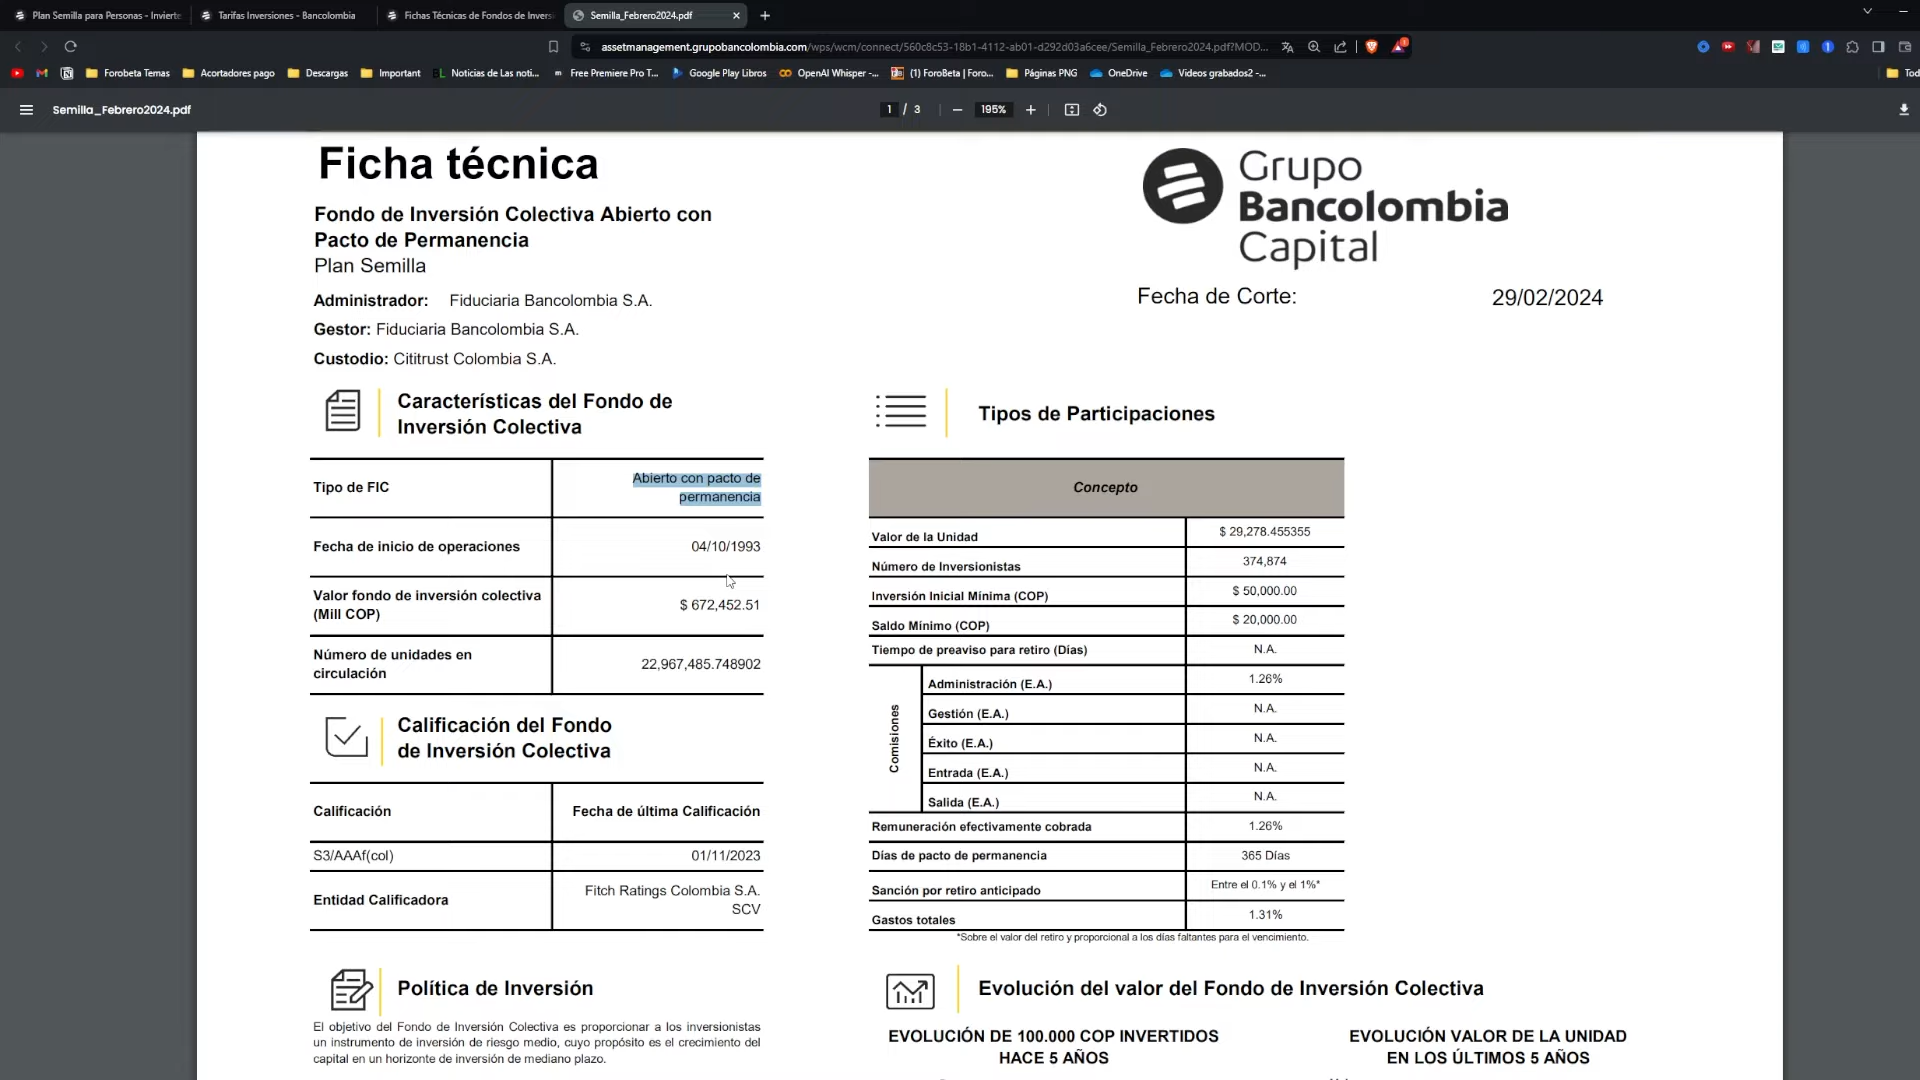 Plan Semilla para Personas - Invierte
Tarifas Inversiones - Bancolombia
Fichas Técnicas de Fondos de Invers
Semilla_Febrero2024.pdf
assetmanagement.grupobancolombia.com/wps/wcm/connect/560c8c53-18b1-4112-ab01-d292d03a6cee/Semilla_Febrero2024.pdf?MOD...
Forobeta Temas
Acortadores pago
Descargas
Important
Noticias de Las noti...
Free Premiere Pro T...
Google Play Libros
OpenAI Whisper -...
(1) ForoBeta | Foro...
Páginas PNG
OneDrive
Videos grabados2 -...
Tod
Semilla_Febrero2024.pdf
1 / 3
195%
Ficha técnica
Grupo
Bancolombia
Capital
Fondo de Inversión Colectiva Abierto con
Pacto de Permanencia
Plan Semilla
Fecha de Corte: 29/02/2024
Administrador: Fiduciaria Bancolombia S.A.
Gestor: Fiduciaria Bancolombia S.A.
Custodio: Cititrust Colombia S.A.
Características del Fondo de
Inversión Colectiva
Tipo de FIC
Abierto con pacto de
permanencia
Fecha de inicio de operaciones 04/10/1993
Valor fondo de inversión colectiva
(Mill COP)
$ 672,452.51
Número de unidades en
circulación
22,967,485.748902
Calificación del Fondo
de Inversión Colectiva
Calificación Fecha de última Calificación
S3/AAAf(col) 01/11/2023
Entidad Calificadora
Fitch Ratings Colombia S.A.
SCV
Política de Inversión
El objetivo del Fondo de Inversión Colectiva es proporcionar a los inversionistas
un instrumento de inversión de riesgo medio, cuyo propósito es el crecimiento del
capital en un horizonte de inversión de mediano plazo.
Tipos de Participaciones
Concepto
Valor de la Unidad $ 29,278.455355
Número de Inversionistas 374,874
Inversión Inicial Mínima (COP) $ 50,000.00
Saldo Mínimo (COP) $ 20,000.00
Tiempo de preaviso para retiro (Días) N.A.
Comisiones
Administración (E.A.) 1.26%
Gestión (E.A.) N.A.
Éxito (E.A.) N.A.
Entrada (E.A.) N.A.
Salida (E.A.) N.A.
Remuneración efectivamente cobrada 1.26%
Días de pacto de permanencia 365 Días
Sanción por retiro anticipado Entre el 0.1% y el 1%*
Gastos totales 1.31%
*Sobre el valor del retiro y proporcional a los días faltantes para el vencimiento.
Evolución del valor del Fondo de Inversión Colectiva
EVOLUCIÓN DE 100.000 COP INVERTIDOS
HACE 5 AÑOS
EVOLUCIÓN VALOR DE LA UNIDAD
EN LOS ÚLTIMOS 5 AÑOS